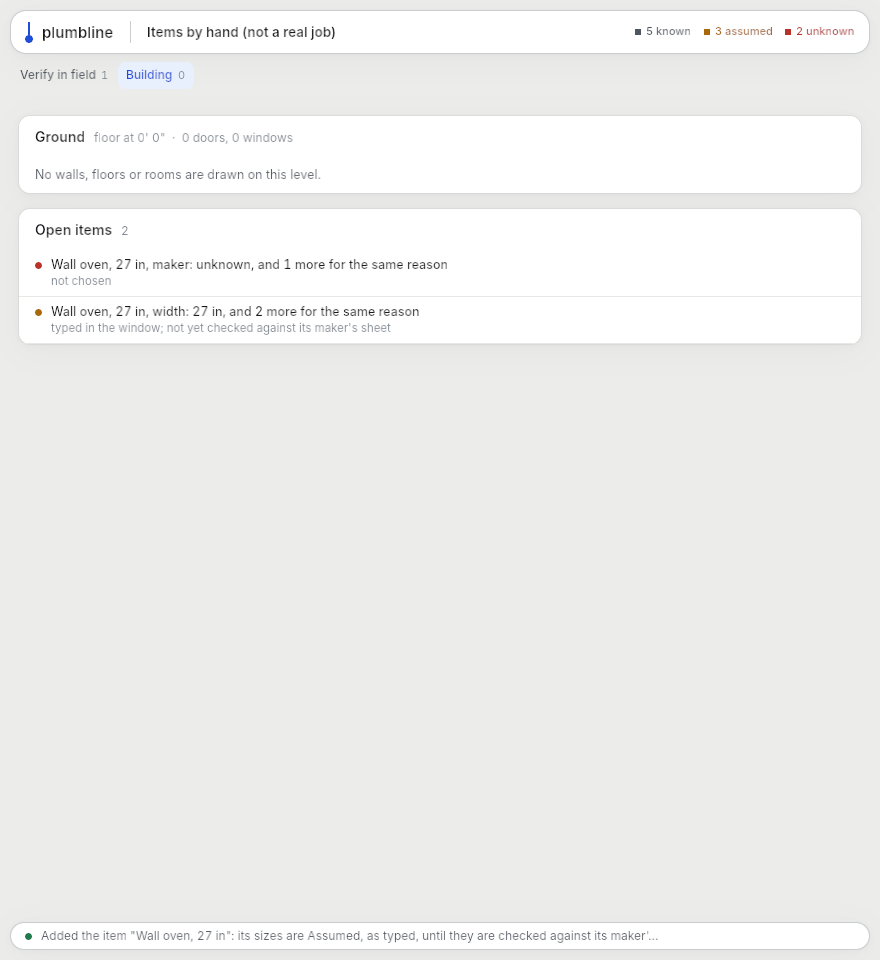 plumbline
Items by hand (not a real job)
5 known
3 assumed
2 unknown
Verify in field 1
Building 0
Ground floor at 0' 0" · 0 doors, 0 windows
No walls, floors or rooms are drawn on this level.
Open items 2
Wall oven, 27 in, maker: unknown, and 1 more for the same reason
not chosen
Wall oven, 27 in, width: 27 in, and 2 more for the same reason
typed in the window; not yet checked against its maker's sheet
Added the item "Wall oven, 27 in": its sizes are Assumed, as typed, until they are checked against its maker'…